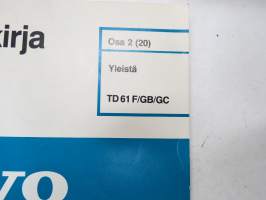 kirja
Osa 2 (20)
Yleistä
TD 61 F/GB/GC
vo